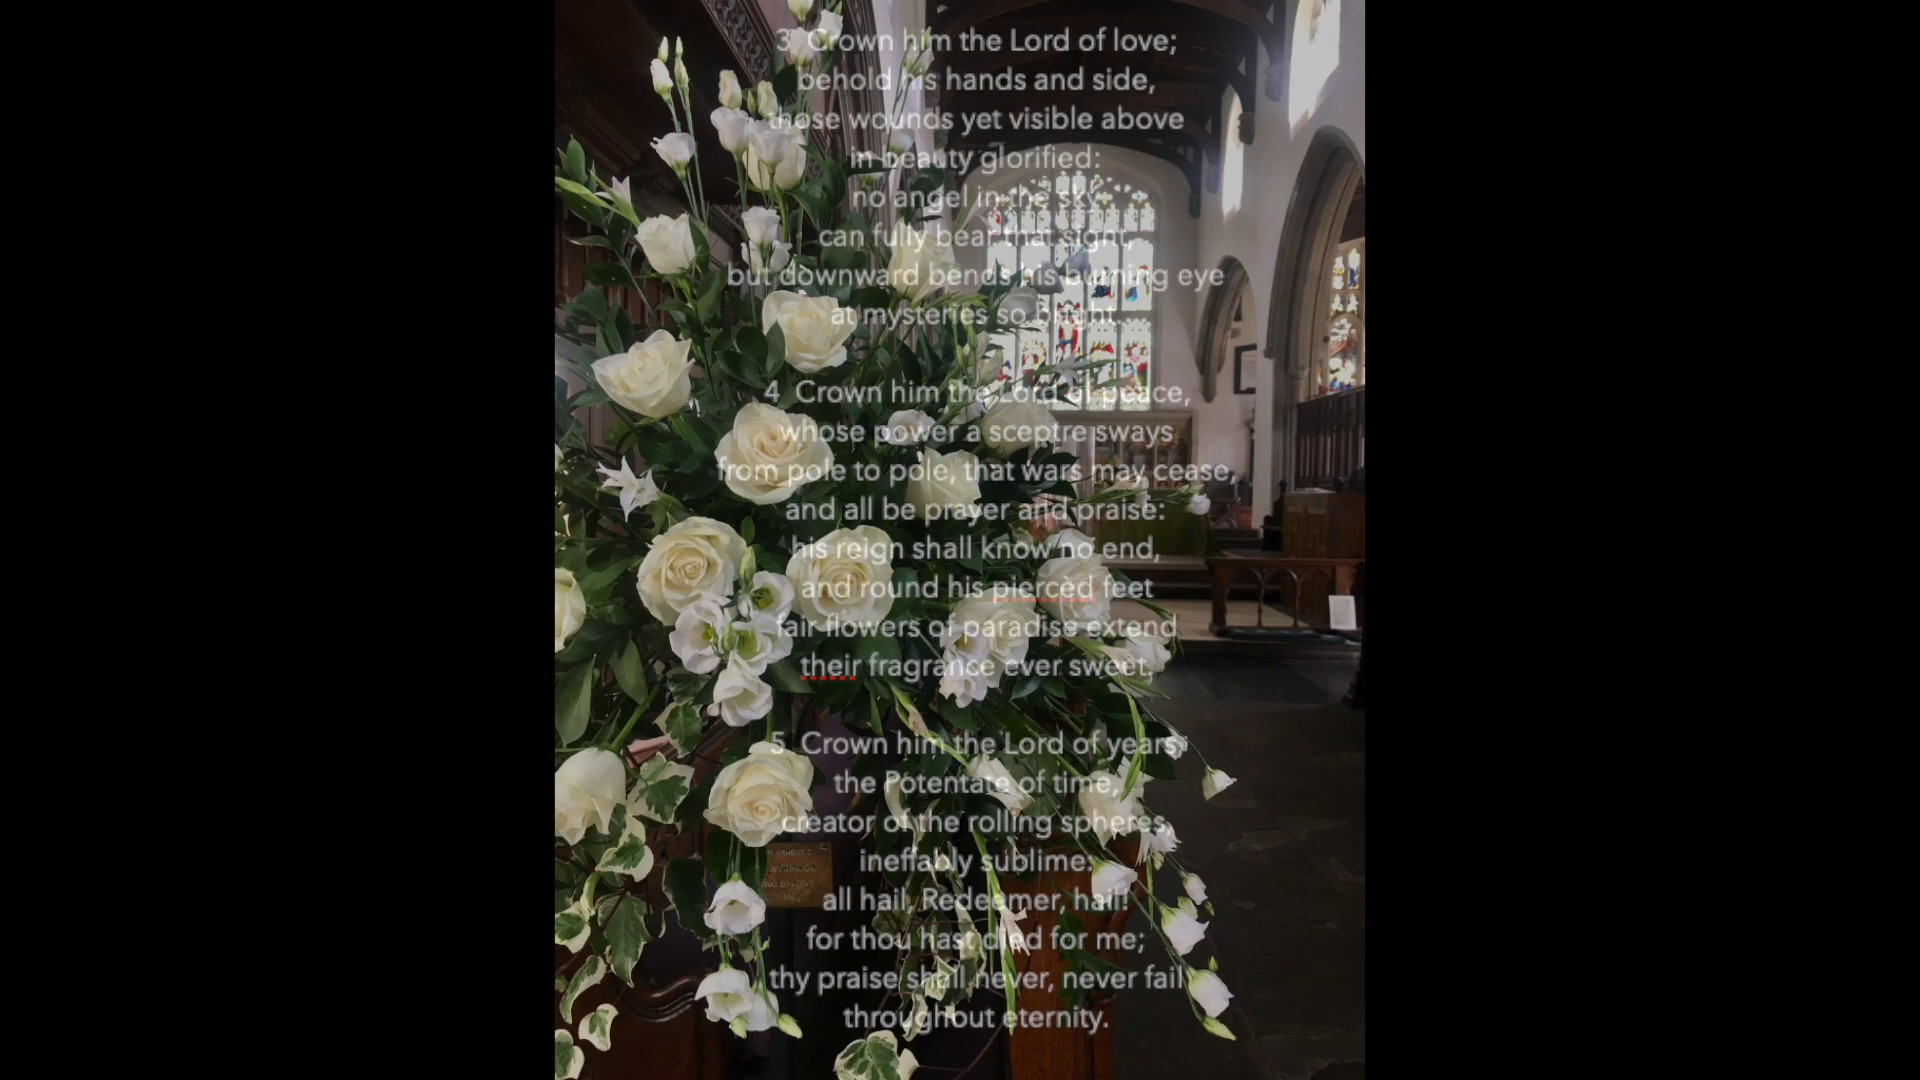 3 Crown him the Lord of love;
behold his hands and side,
those wounds yet visible above
in beauty glorified:
no angel in the sky
can fully bear that sight,
but downward bends his burning eye
at mysteries so bright.
4 Crown him the Lord of peace,
whose power a sceptre sways
from pole to pole, that wars may cease,
and all be prayer and praise:
his reign shall know no end,
and round his piercèd feet
fair flowers of paradise extend
their fragrance ever sweet.
5 Crown him the Lord of years,
the Potentate of time,
creator of the rolling spheres,
ineffably sublime:
all hail, Redeemer, hail!
for thou hast died for me;
thy praise shall never, never fail
throughout eternity.